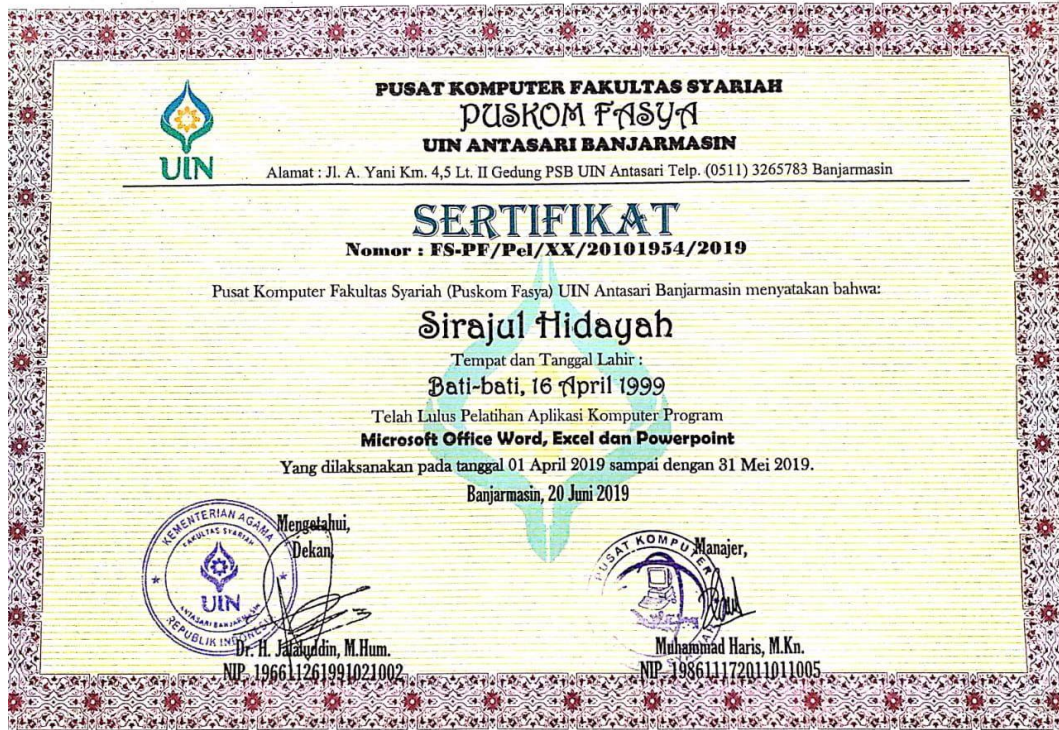 PUSAT KOMPUTER FAKULTAS SYARIAH
PUSKOM FASYA
UIN ANTASARI BANJARMASIN
Alamat : Jl. A. Yani Km. 4,5 Lt. II Gedung PSB UIN Antasari Telp. (0511) 3265783 Banjarmasin
UIN
SERTIFIKAT
Nomor : FS-PF/Pel/XX/20101954/2019
Pusat Komputer Fakultas Syariah (Puskom Fasya) UIN Antasari Banjarmasin menyatakan bahwa:
Sirajul Hidayah
Tempat dan Tanggal Lahir :
Bati-bati, 16 April 1999
Telah Lulus Pelatihan Aplikasi Komputer Program
Microsoft Office Word, Excel dan Powerpoint
Yang dilaksanakan pada tanggal 01 April 2019 sampai dengan 31 Mei 2019.
Banjarmasin, 20 Juni 2019
Mengetahui,
Dekan,
KEMENTERIAN AGAMA
FAKULTAS SYARIAH
UIN
ANTASARI BANJARMASIN
REPUBLIK INDONESIA
Dr. H. Jalaluddin, M.Hum.
NIP. 196611261991021002
Manajer,
PUSAT KOMPUTER
Muhammad Haris, M.Kn.
NIP. 198611172011011005